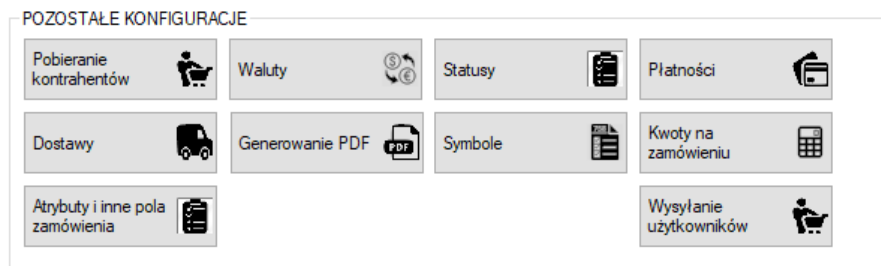 POZOSTAŁE KONFIGURACJE
Pobieranie
kontrahentów
Waluty
Statusy
Płatności
Dostawy
Generowanie PDF
PDF
Symbole
Kwoty na
zamówieniu
Atrybuty i inne pola
zamówienia
Wysyłanie
użytkowników